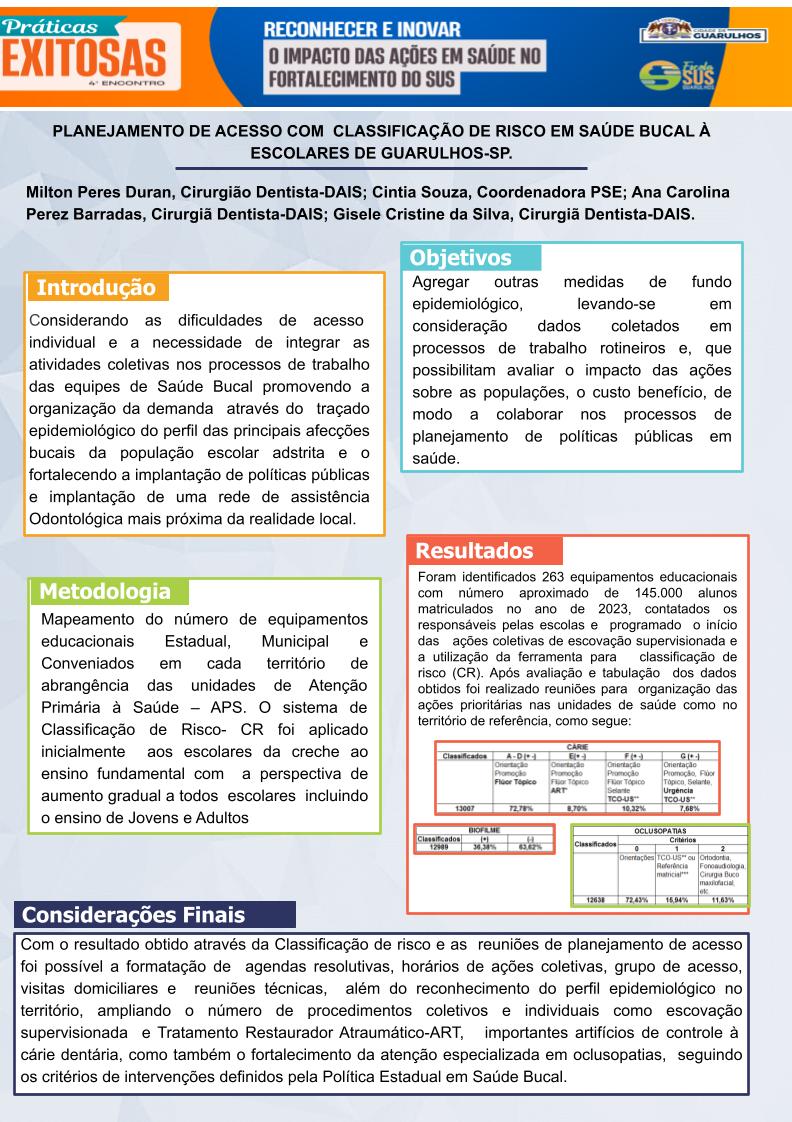 Práticas
EXITOSAS
4º ENCONTRO
RECONHECER E INOVAR
O IMPACTO DAS AÇÕES EM SAÚDE NO
FORTALECIMENTO DO SUS
CIDADE DE
GUARULHOS
Escola
SUS
GUARULHOS
PLANEJAMENTO DE ACESSO COM CLASSIFICAÇÃO DE RISCO EM SAÚDE BUCAL À
ESCOLARES DE GUARULHOS-SP.
Milton Peres Duran, Cirurgião Dentista-DAIS; Cintia Souza, Coordenadora PSE; Ana Carolina
Perez Barradas, Cirurgiã Dentista-DAIS; Gisele Cristine da Silva, Cirurgiã Dentista-DAIS.
Introdução
Considerando as dificuldades de acesso
individual e a necessidade de integrar as
atividades coletivas nos processos de trabalho
das equipes de Saúde Bucal promovendo a
organização da demanda através do traçado
epidemiológico do perfil das principais afecções
bucais da população escolar adstrita e o
fortalecendo a implantação de políticas públicas
e implantação de uma rede de assistência
Odontológica mais próxima da realidade local.
Objetivos
Agregar outras medidas de fundo
epidemiológico, levando-se em
consideração dados coletados em
processos de trabalho rotineiros e, que
possibilitam avaliar o impacto das ações
sobre as populações, o custo benefício, de
modo a colaborar nos processos de
planejamento de políticas públicas em
saúde.
Metodologia
Mapeamento do número de equipamentos
educacionais Estadual, Municipal e
Conveniados em cada território de
abrangência das unidades de Atenção
Primária à Saúde – APS. O sistema de
Classificação de Risco- CR foi aplicado
inicialmente aos escolares da creche ao
ensino fundamental com a perspectiva de
aumento gradual a todos escolares incluindo
o ensino de Jovens e Adultos
Resultados
Foram identificados 263 equipamentos educacionais
com número aproximado de 145.000 alunos
matriculados no ano de 2023, contatados os
responsáveis pelas escolas e programado o início
das ações coletivas de escovação supervisionada e
a utilização da ferramenta para classificação de
risco (CR). Após avaliação e tabulação dos dados
obtidos foi realizado reuniões para organização das
ações prioritárias nas unidades de saúde como no
território de referência, como segue:
CÁRIE
Classificados A - D (+ -) E(+ -) F (+ -) G (+ -)
Orientação Orientação Orientação Orientação
Promoção Promoção Promoção Promoção, Flúor
Flúor Tópico Flúor Tópico Flúor Tópico Tópico, Selante,
ART* Selante Urgência
TCO-US** TCO-US**
13007 72,78% 8,70% 10,32% 7,68%
BIOFILME
Classificados (+) (-)
12989 36,38% 63,62%
OCLUSOPATIAS
Classificados Critérios
0 1 2
Orientações TCO-US** ou Ortodontia,
Referência Fonoaudiologia,
matricial*** Cirurgia Buco
maxilofacial,
etc.
12638 72,43% 15,94% 11,63%
Considerações Finais
Com o resultado obtido através da Classificação de risco e as reuniões de planejamento de acesso
foi possível a formatação de agendas resolutivas, horários de ações coletivas, grupo de acesso,
visitas domiciliares e reuniões técnicas, além do reconhecimento do perfil epidemiológico no
território, ampliando o número de procedimentos coletivos e individuais como escovação
supervisionada e Tratamento Restaurador Atraumático-ART, importantes artifícios de controle à
cárie dentária, como também o fortalecimento da atenção especializada em oclusopatias, seguindo
os critérios de intervenções definidos pela Política Estadual em Saúde Bucal.